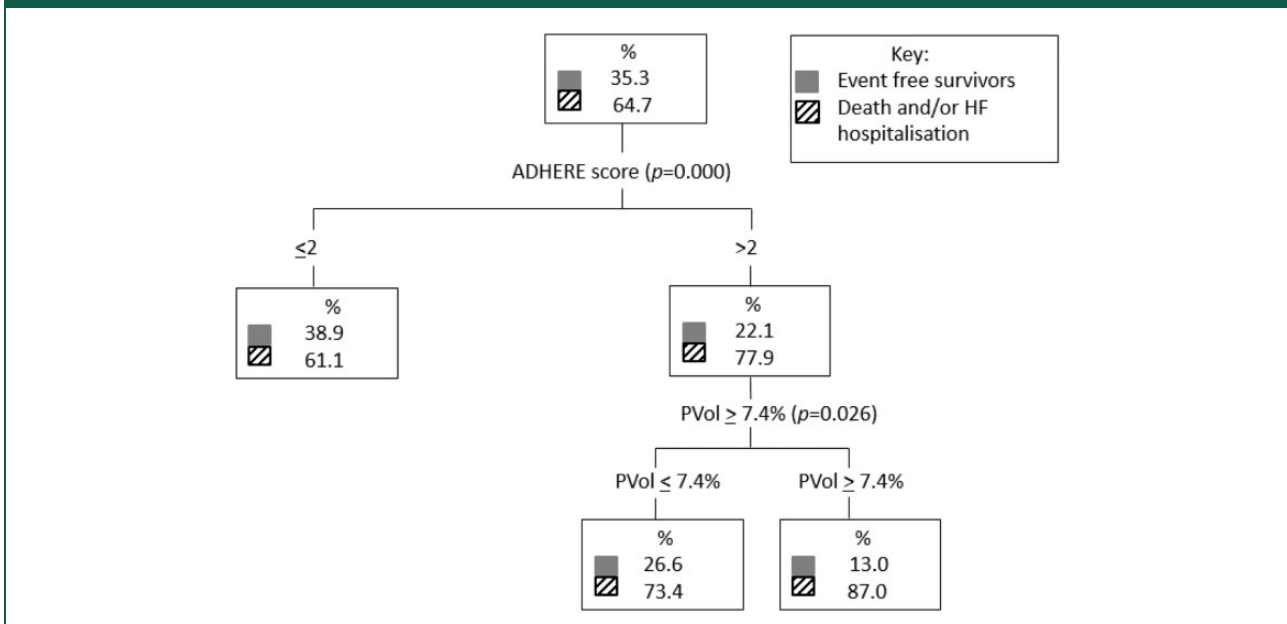 %
35.3
64.7
Key:
Event free survivors
Death and/or HF
hospitalisation
ADHERE score (p=0.000)
≤2
>2
%
38.9
61.1
%
22.1
77.9
PVol ≥ 7.4% (p=0.026)
PVol ≤ 7.4%
PVol ≥ 7.4%
%
26.6
73.4
%
13.0
87.0